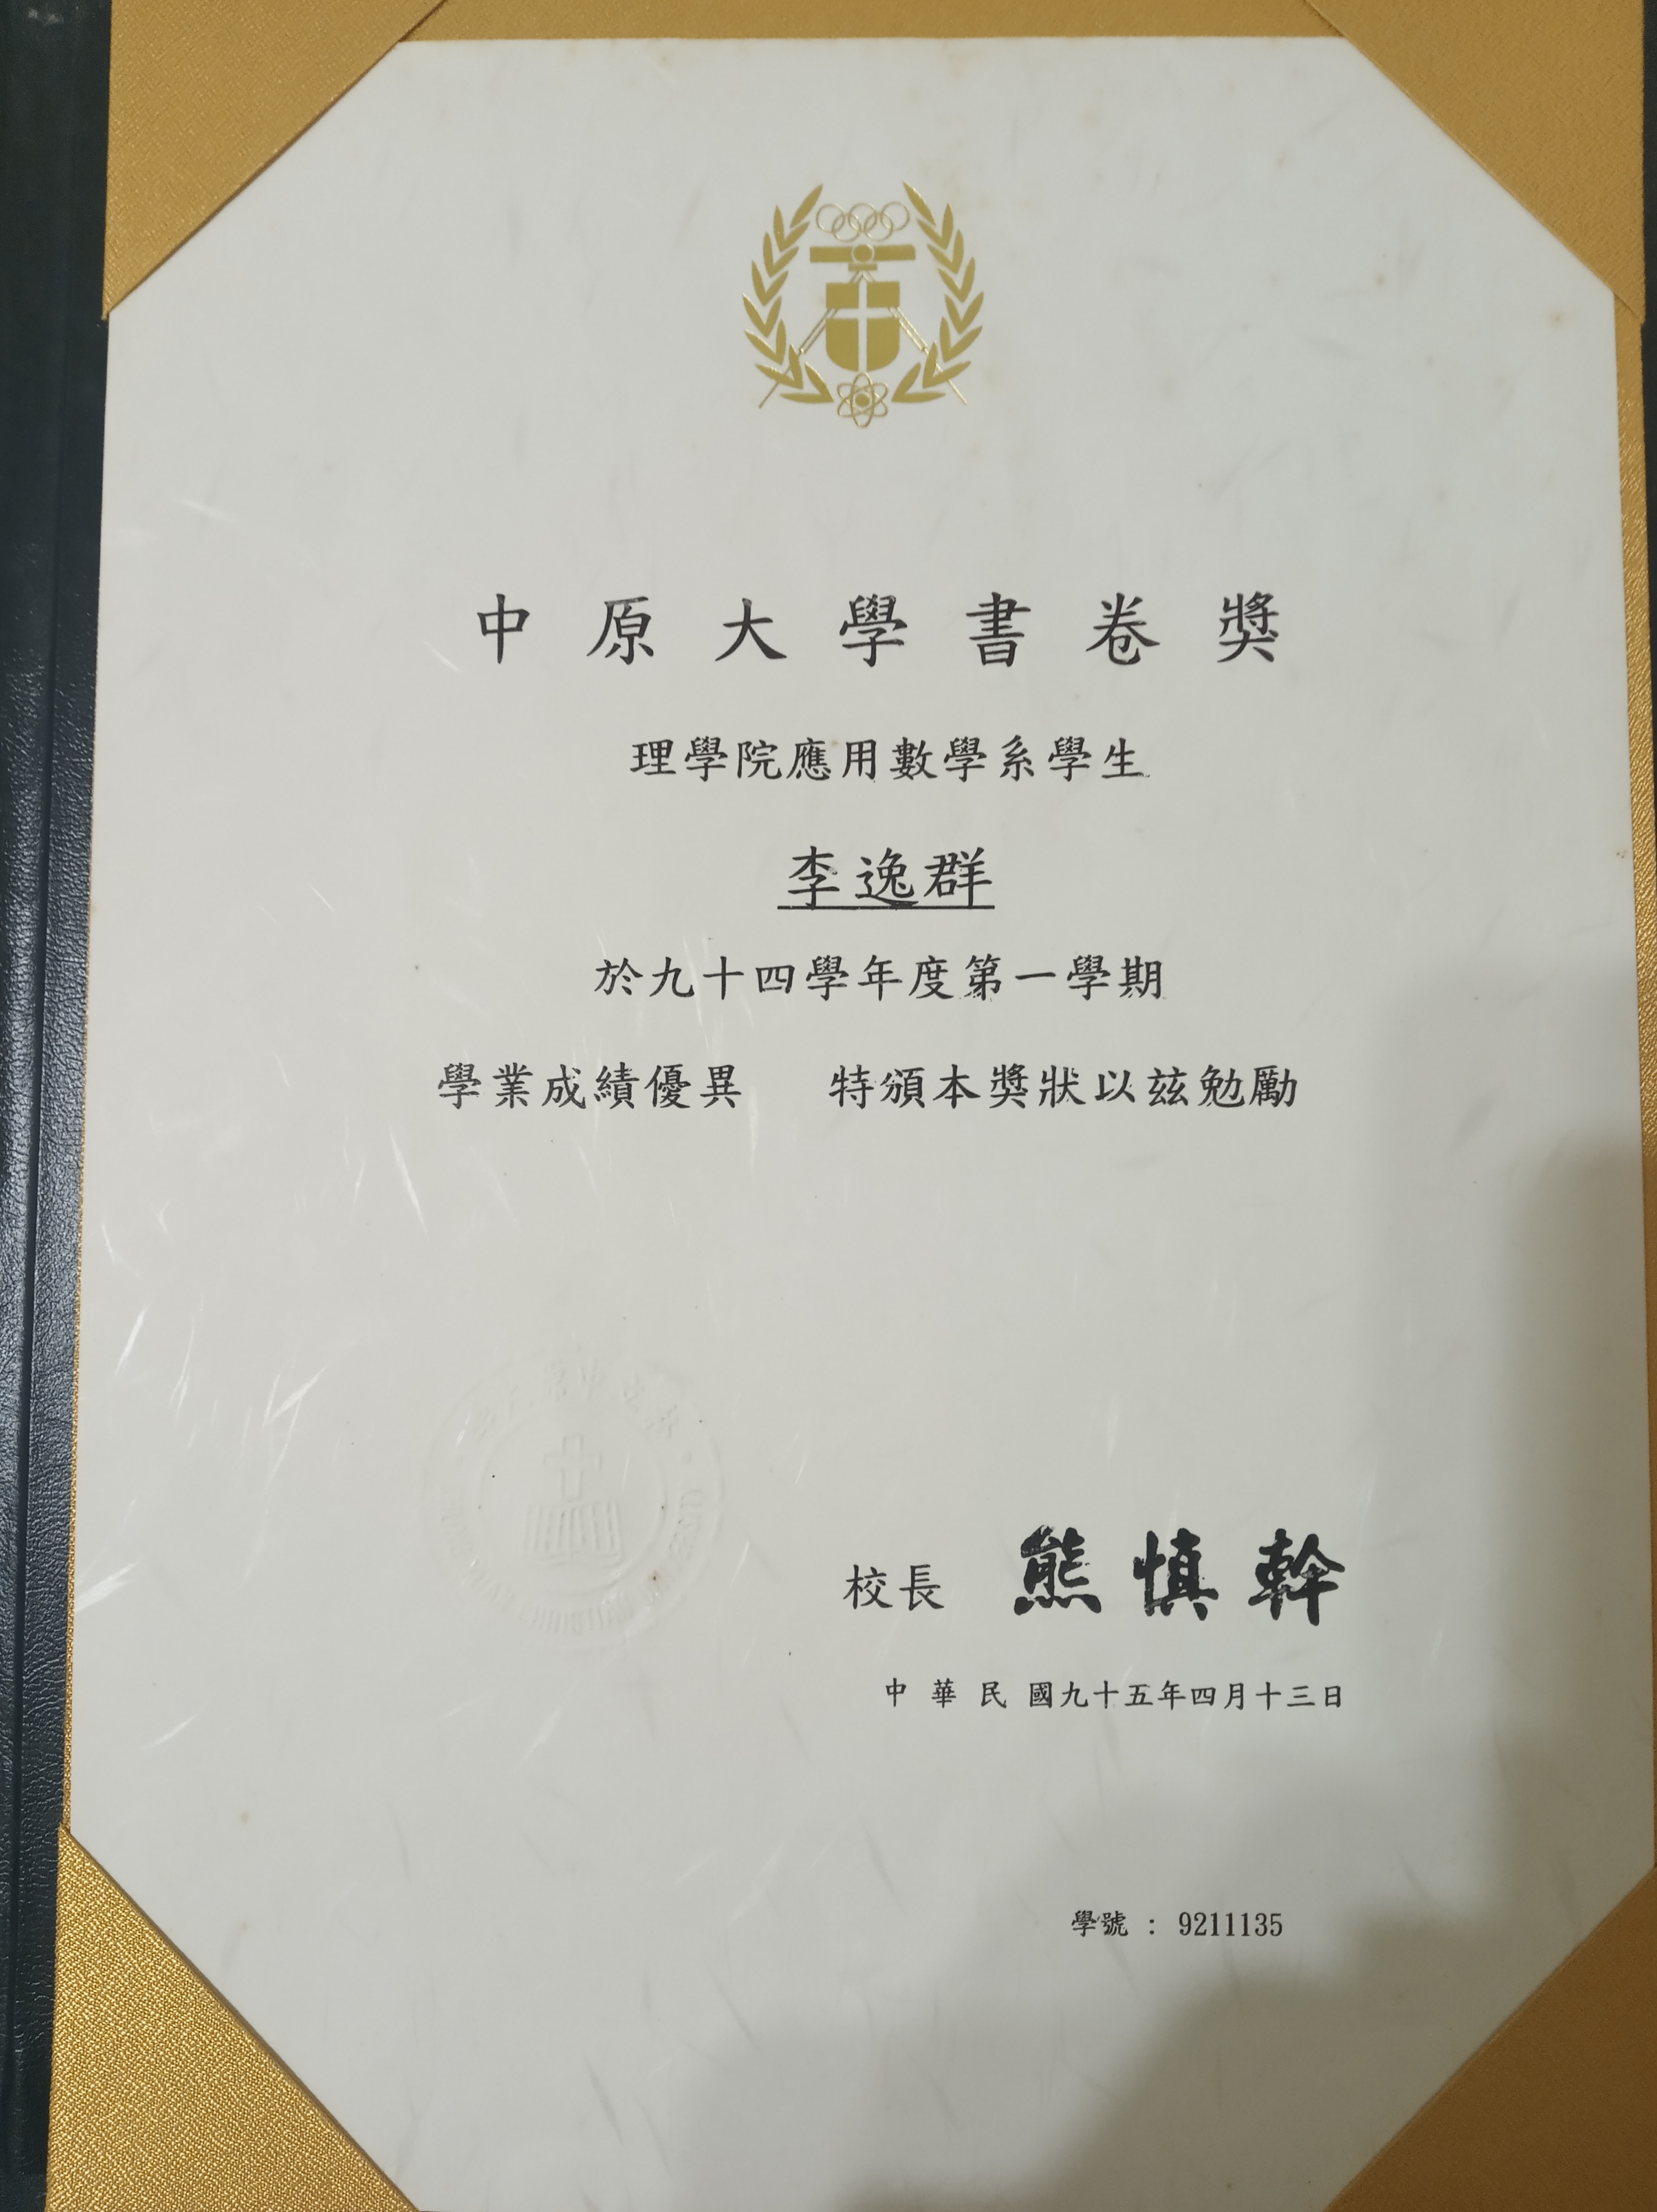 中原大學書卷獎
理學院應用數學系學生
李逸群
於九十四學年度第一學期
學業成績優異 特頒本獎狀以茲勉勵
校長 熊慎幹
中華民國九十五年四月十三日
學號 : 9211135